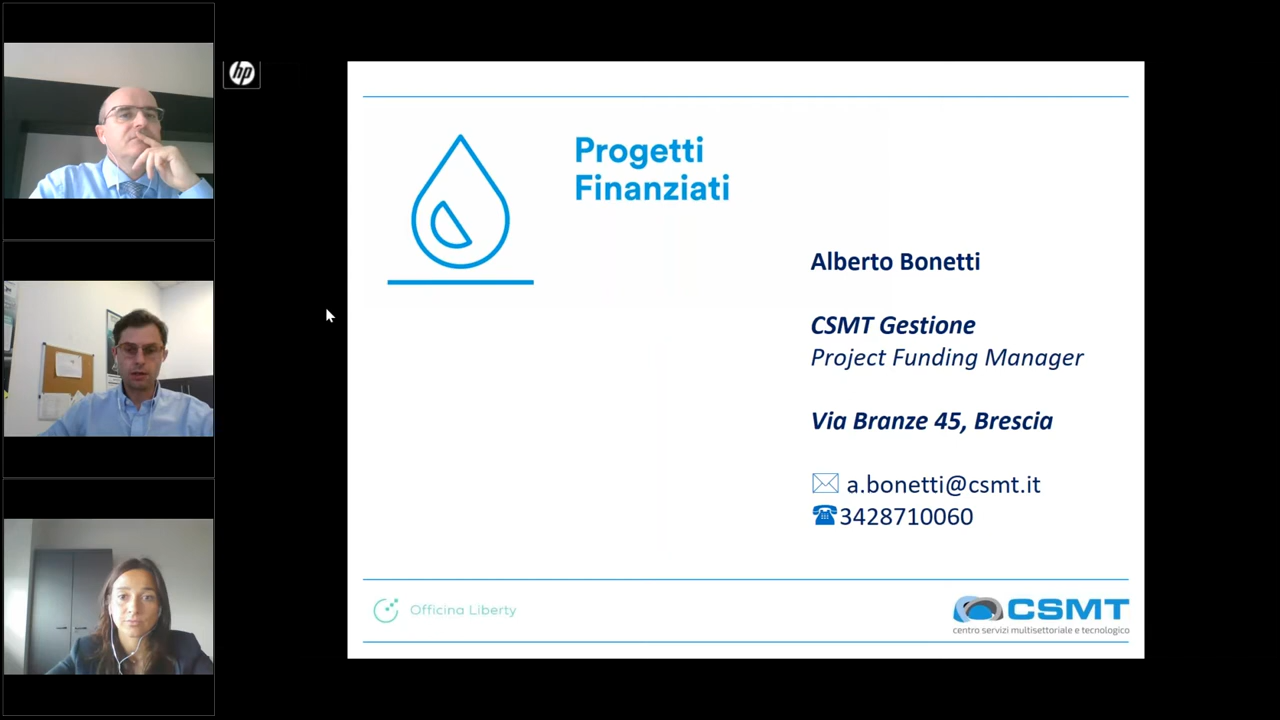 hp
Progetti
Finanziati
Alberto Bonetti
CSMT Gestione
Project Funding Manager
Via Branze 45, Brescia
a.bonetti@csmt.it
3428710060
Officina Liberty
CSMT
centro servizi multisettoriale e tecnologico